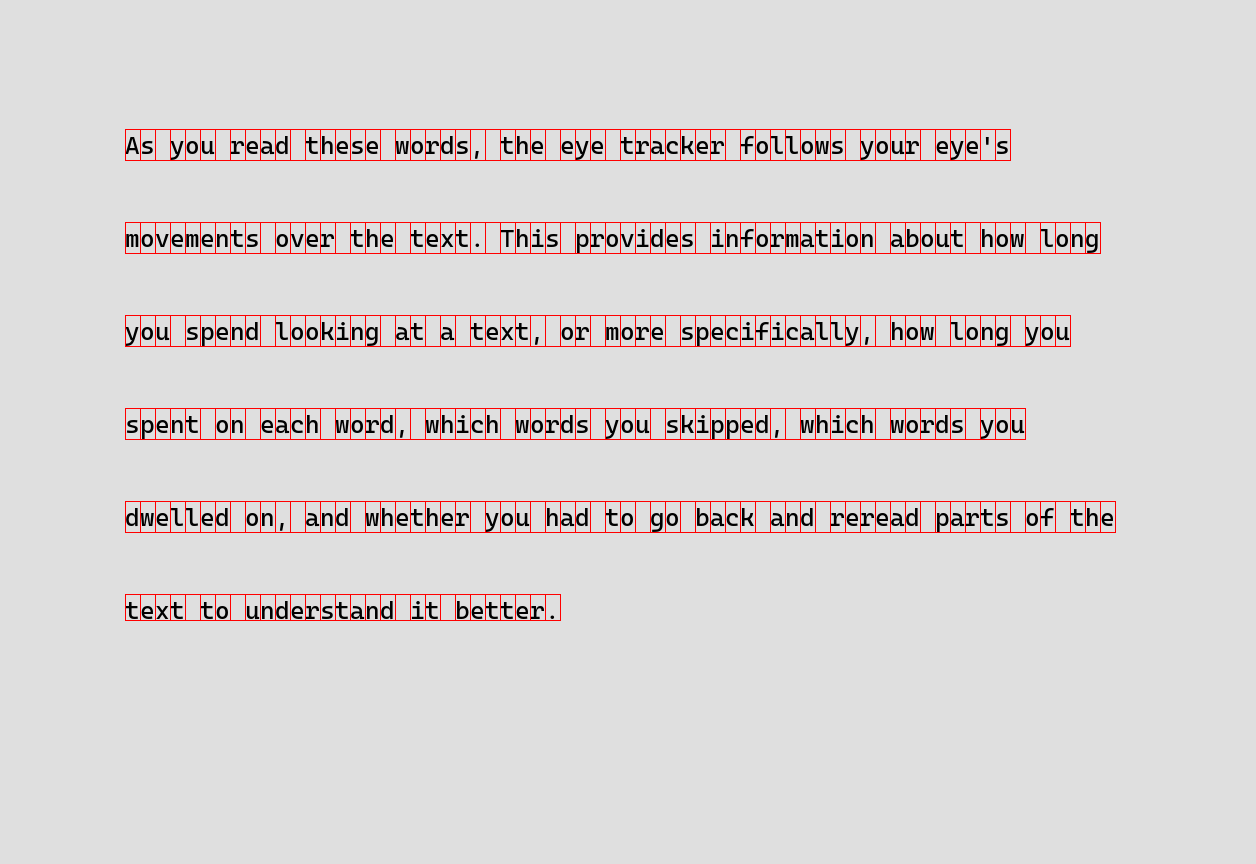 As you read these words, the eye tracker follows your eye's
movements over the text. This provides information about how long
you spend looking at a text, or more specifically, how long you
spent on each word, which words you skipped, which words you
dwelled on, and whether you had to go back and reread parts of the
text to understand it better.